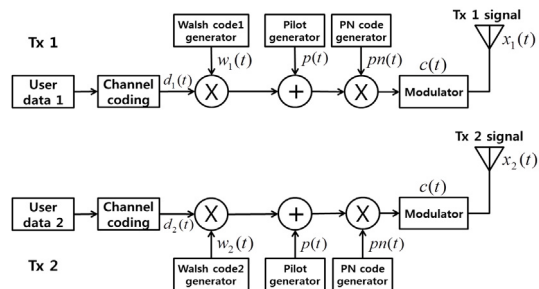 Tx 1
Walsh code1
generator
Pilot
generator
PN code
generator
Tx 1 signal
x₁(t)
w₁(t)
p(t)
pn(t)
c(t)
User
data 1
Channel
coding
d₁(t)
X
+
X
Modulator
Tx 2 signal
x₂(t)
c(t)
User
data 2
Channel
coding
d₂(t)
X
+
X
Modulator
w₂(t)
p(t)
pn(t)
Tx 2
Walsh code2
generator
Pilot
generator
PN code
generator